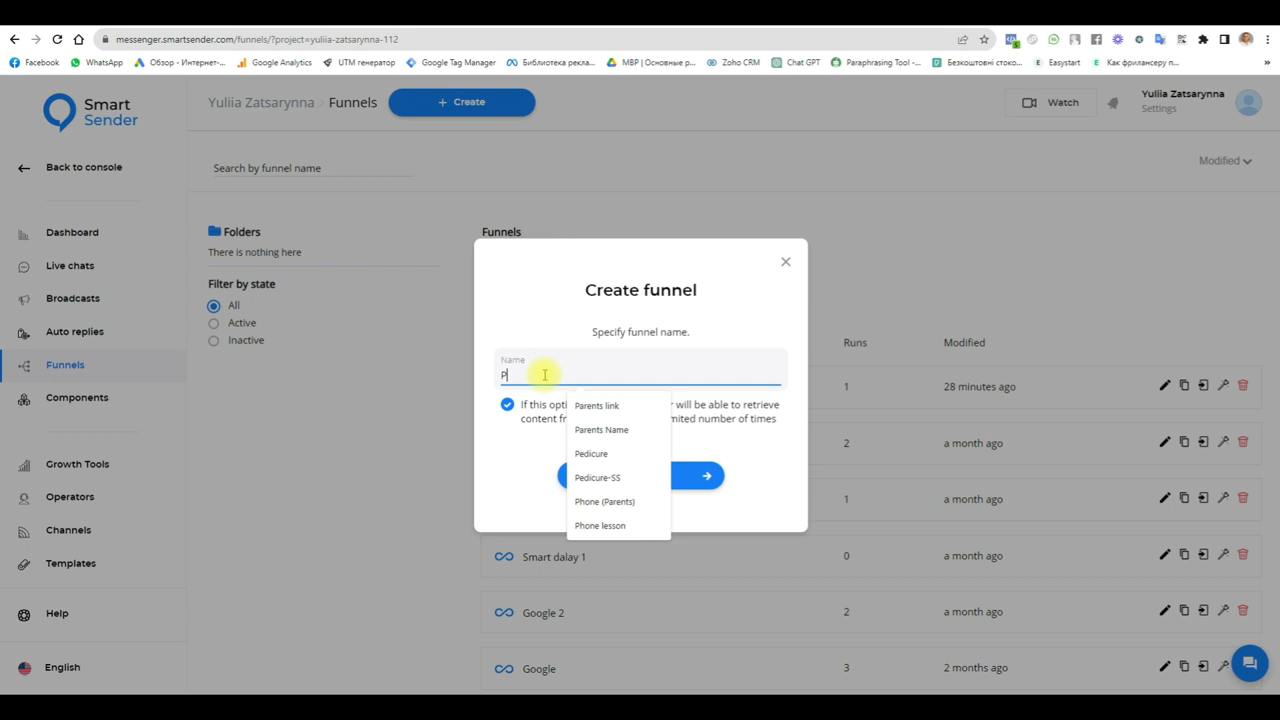 messenger.smartsender.com/funnels/?project=yuliia-zatsarynna-112
Facebook
WhatsApp
Обзор - Интернет-...
Google Analytics
UTM генератор
Google Tag Manager
Библиотека рекла...
МВР | Основные р...
Zoho CRM
Chat GPT
Paraphrasing Tool -...
Безкоштовні стоко...
Easystart
Как фрилансеру п...
Smart
Sender
Yuliia Zatsarynna > Funnels
+ Create
Watch
Yuliia Zatsarynna
Settings
Back to console
Search by funnel name
Modified
Dashboard
Live chats
Broadcasts
Auto replies
Funnels
Components
Growth Tools
Operators
Channels
Templates
Help
English
Folders
There is nothing here
Filter by state
All
Active
Inactive
Funnels
Runs
Modified
1
28 minutes ago
2
a month ago
1
a month ago
Smart dalay 1
0
a month ago
Google 2
2
a month ago
Google
3
2 months ago
Create funnel
Specify funnel name.
Name
P
If this opti
r will be able to retrieve
content fr
mited number of times
Parents link
Parents Name
Pedicure
Pedicure-SS
Phone (Parents)
Phone lesson